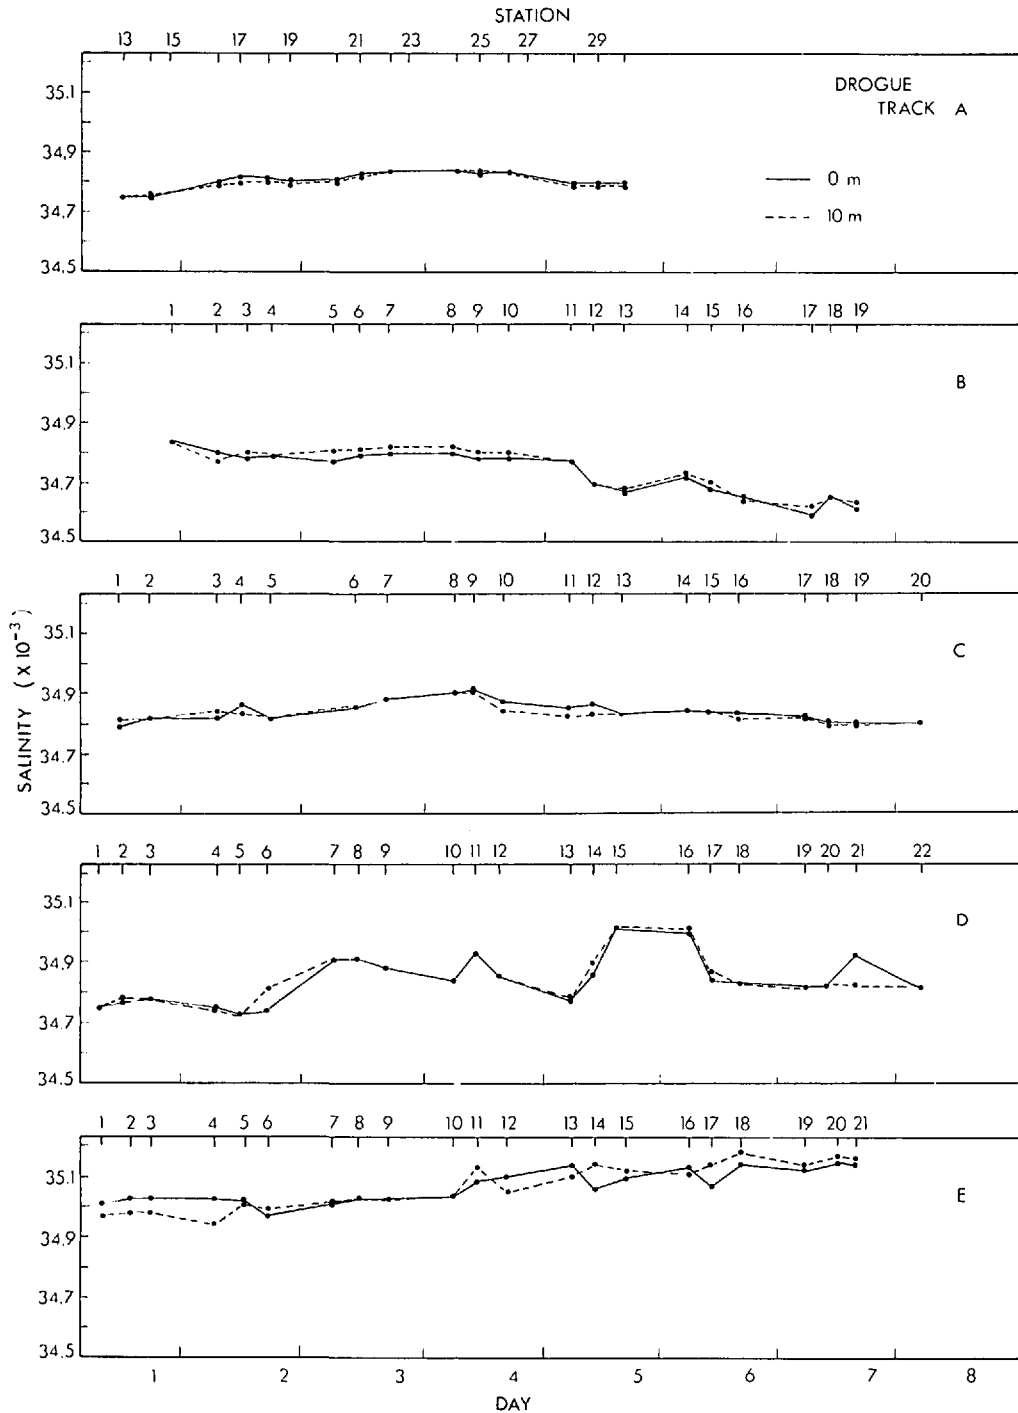 STATION
13 15 17 19 21 23 25 27 29
DROGUE
TRACK A
35.1
34.9
34.7
34.5
0 m
10 m
1 2 3 4 5 6 7 8 9 10 11 12 13 14 15 16 17 18 19
B
35.1
34.9
34.7
34.5
1 2 3 4 5 6 7 8 9 10 11 12 13 14 15 16 17 18 19 20
C
35.1
34.9
34.7
34.5
SALINITY ( X 10⁻³ )
1 2 3 4 5 6 7 8 9 10 11 12 13 14 15 16 17 18 19 20 21 22
D
35.1
34.9
34.7
34.5
1 2 3 4 5 6 7 8 9 10 11 12 13 14 15 16 17 18 19 20 21
E
35.1
34.9
34.7
34.5
1 2 3 4 5 6 7 8
DAY